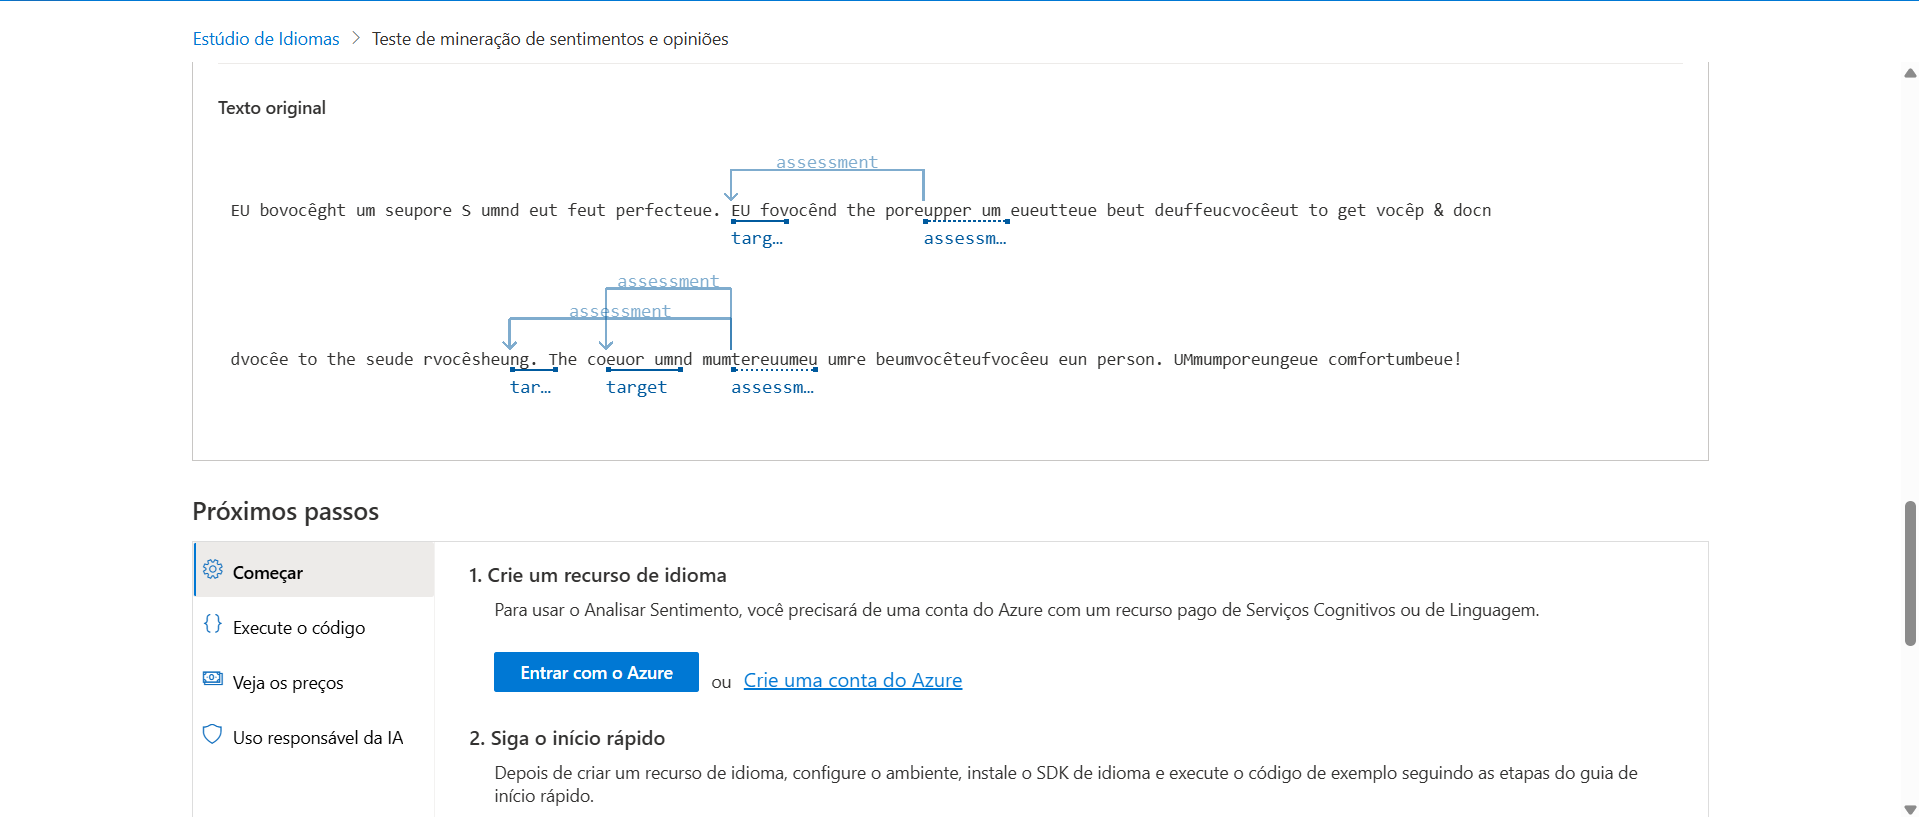 Estúdio de Idiomas > Teste de mineração de sentimentos e opiniões
Texto original
assessment
EU bovocêght um seupore S umnd eut feut perfecteue. EU fovocênd the poreupper um eueutteue beut deuffeucvocêeut to get vocêp & docn
targ... assessm...
assessment
assessment
dvocêe to the seude rvocêsheung. The coeuor umnd mumtereuumeu umre beumvocêteufvocêeu eun person. UMmumporeungeue comfortumbeue!
tar... target assessm...
Próximos passos
Começar
Execute o código
Veja os preços
Uso responsável da IA
1. Crie um recurso de idioma
Para usar o Analisar Sentimento, você precisará de uma conta do Azure com um recurso pago de Serviços Cognitivos ou de Linguagem.
Entrar com o Azure ou Crie uma conta do Azure
2. Siga o início rápido
Depois de criar um recurso de idioma, configure o ambiente, instale o SDK de idioma e execute o código de exemplo seguindo as etapas do guia de
início rápido.